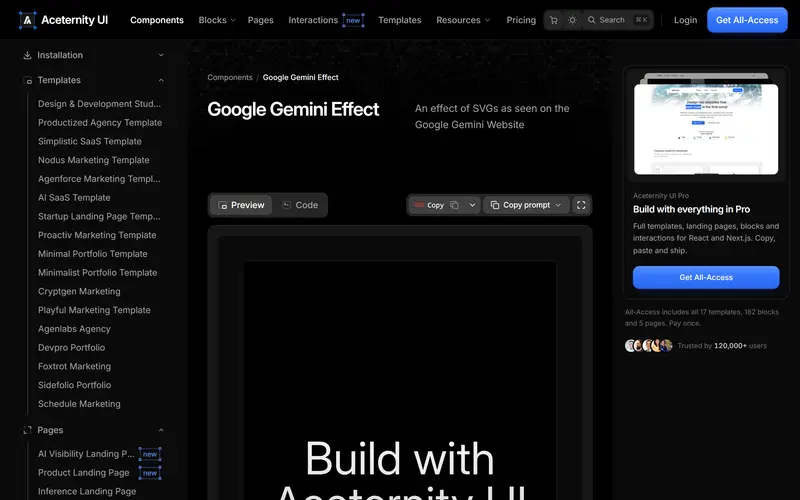 Aceternity UI
Components
Blocks
Pages
Interactions
new
Templates
Resources
Pricing
Search
⌘K
Login
Get All-Access
Installation
Templates
Design & Development Stud...
Productized Agency Template
Simplistic SaaS Template
Nodus Marketing Template
Agenforce Marketing Templ...
AI SaaS Template
Startup Landing Page Temp...
Proactiv Marketing Template
Minimal Portfolio Template
Minimalist Portfolio Template
Cryptgen Marketing
Playful Marketing Template
Agenlabs Agency
Devpro Portfolio
Foxtrot Marketing
Sidefolio Portfolio
Schedule Marketing
Pages
AI Visibility Landing P...
new
Product Landing Page
new
Inference Landing Page
Components / Google Gemini Effect
Google Gemini Effect
An effect of SVGs as seen on the
Google Gemini Website
Preview
Code
Copy
Copy prompt
Build with
Aceternity UI
Aceternity UI Pro
Build with everything in Pro
Full templates, landing pages, blocks and
interactions for React and Next.js. Copy,
paste and ship.
Get All-Access
All-Access includes all 17 templates, 182 blocks
and 5 pages. Pay once.
Trusted by 120,000+ users